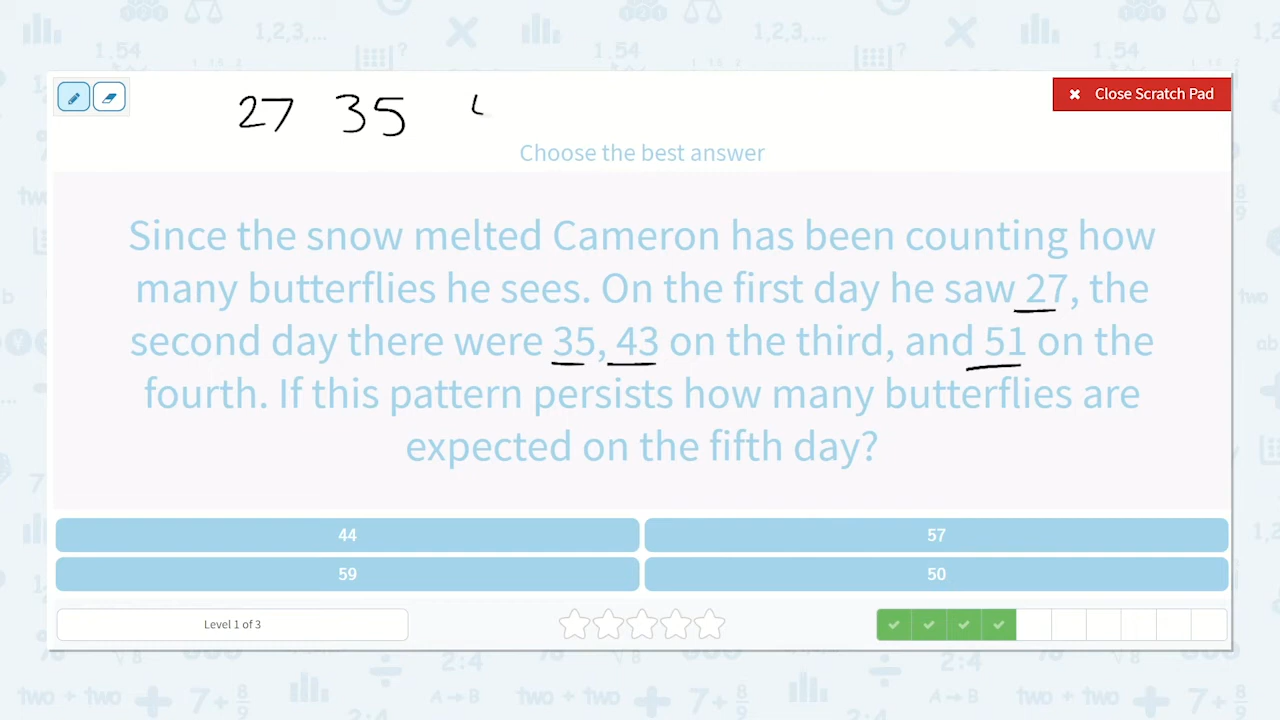 27 35
Close Scratch Pad
Choose the best answer
Since the snow melted Cameron has been counting how
many butterflies he sees. On the first day he saw 27, the
second day there were 35, 43 on the third, and 51 on the
fourth. If this pattern persists how many butterflies are
expected on the fifth day?
44
57
59
50
Level 1 of 3